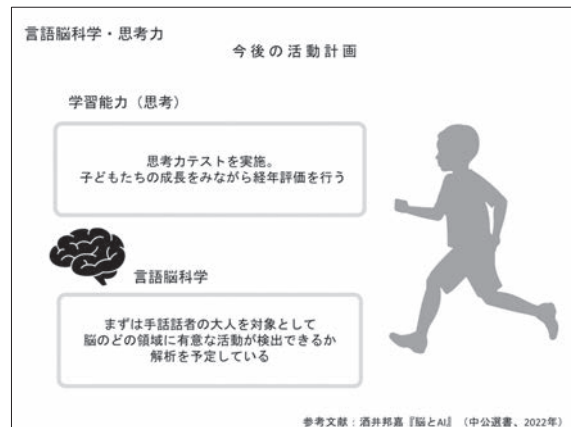 言語脳科学・思考力
今後の活動計画
学習能力（思考）
思考力テストを実施。
子どもたちの成長をみながら経年評価を行う
言語脳科学
まずは手話話者の大人を対象として
脳のどの領域に有意な活動が検出できるか
解析を予定している
参考文献：酒井邦嘉『脳とAI』（中公選書、2022年）